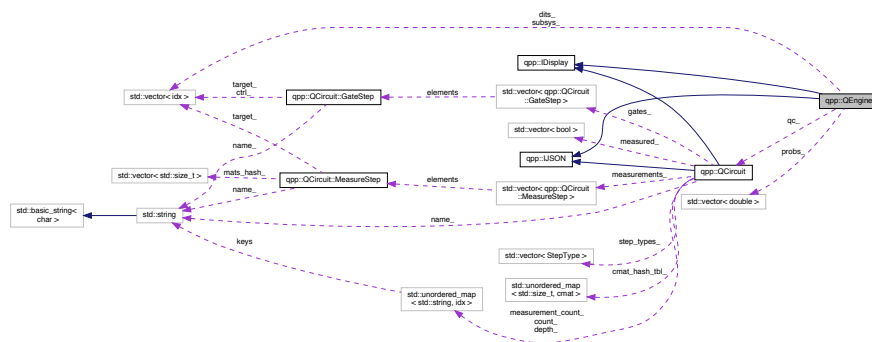 dits_
subsys_
qpp::IDisplay
target_
ctrl_
std::vector< idx >
qpp::QCircuit::GateStep
elements
std::vector< qpp::QCircuit
::GateStep >
qpp::QEngine
gates_
qc_
target_
std::vector< bool >
measured_
name_
probs_
qpp::IJSON
std::vector< std::size_t >
mats_hash_
qpp::QCircuit::MeasureStep
elements
std::vector< qpp::QCircuit
::MeasureStep >
measurements_
qpp::QCircuit
name_
std::vector< double >
std::basic_string<
char >
std::string
name_
keys
step_types_
std::vector< StepType >
cmat_hash_tbl_
std::unordered_map
< std::size_t, cmat >
std::unordered_map
< std::string, idx >
measurement_count_
count_
depth_